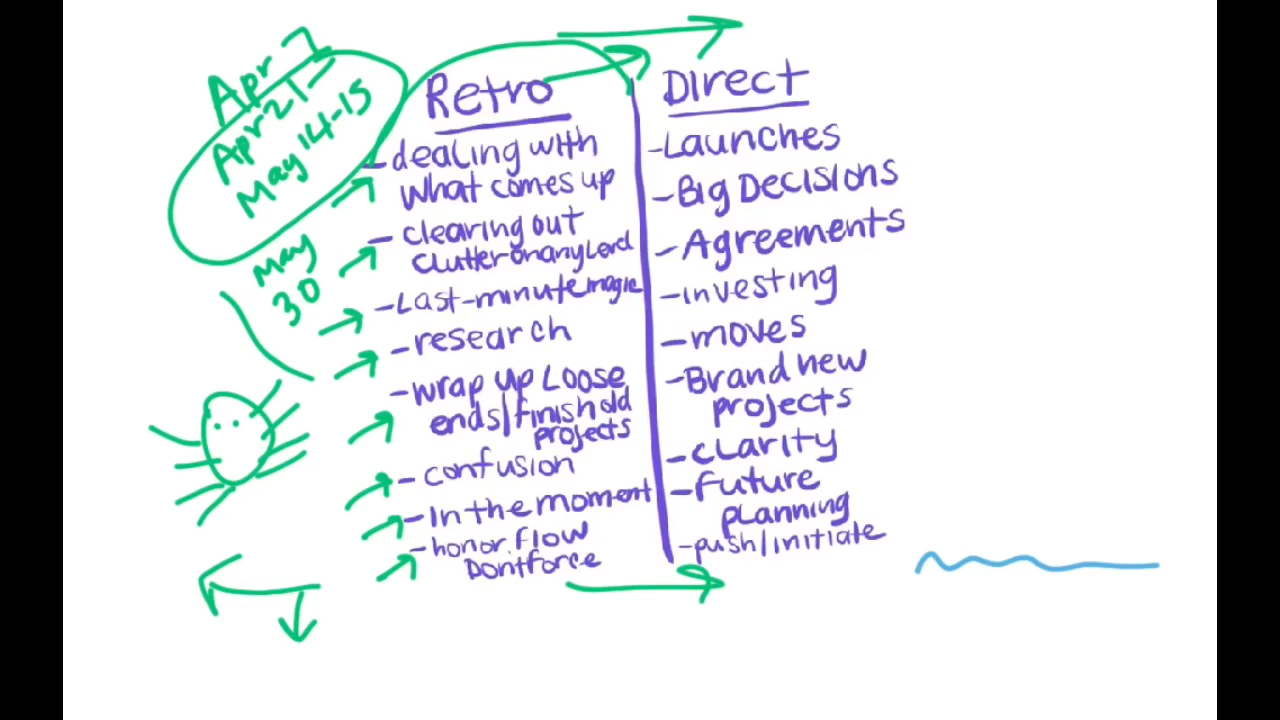 Apr 7
Apr 21
May 14-15
May
30
Retro
-dealing with
what comes up
- clearing out
clutter on any level
-Last-minute magic
-research
-wrap up Loose
ends/finish old
projects
- confusion
-In the moment
-honor flow
Dont force
Direct
-Launches
-Big Decisions
-Agreements
-investing
-moves
-Brand new
projects
-clarity
-future
planning
-push/initiate